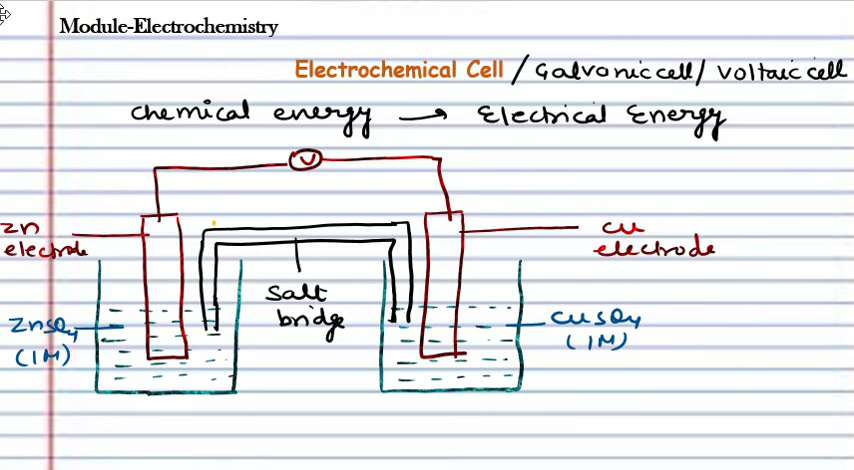 Module-Electrochemistry
Electrochemical Cell / Galvanic cell / voltaic cell
chemical energy → Electrical Energy
V
zn
electrode
cu
electrode
salt
bridge
ZnSO4
(1M)
CuSO4
(1M)